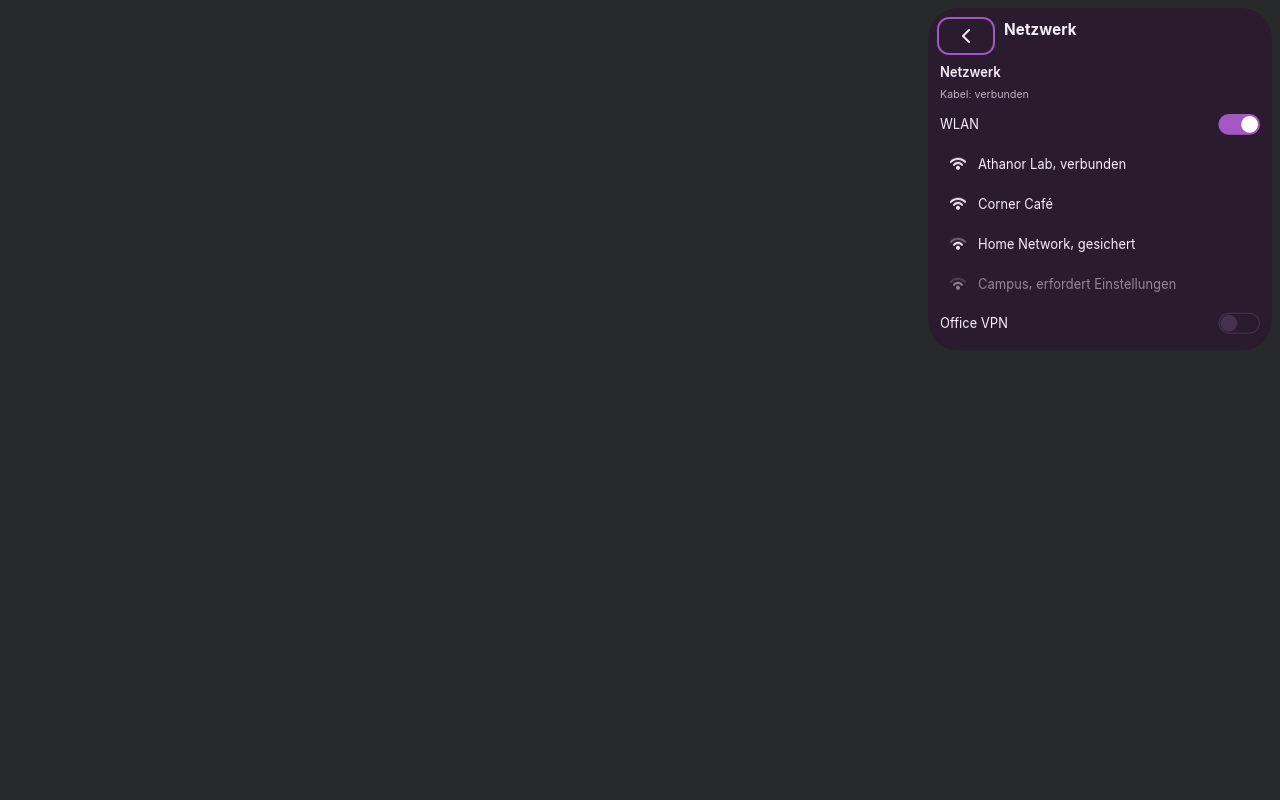 Netzwerk
Netzwerk
Kabel: verbunden
WLAN
Athanor Lab, verbunden
Corner Café
Home Network, gesichert
Campus, erfordert Einstellungen
Office VPN